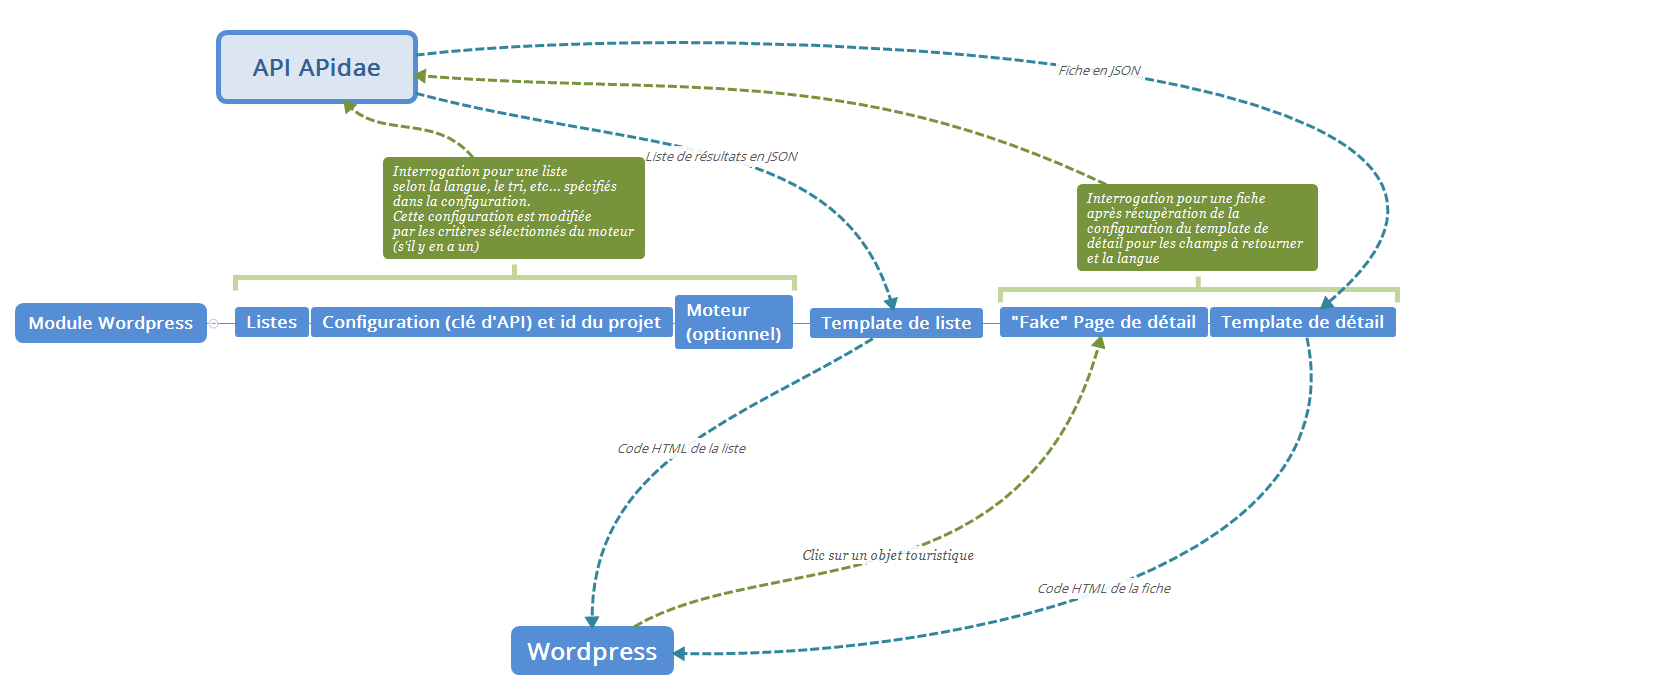 API APidae
Fiche en JSON
Liste de résultats en JSON
Interrogation pour une liste
selon la langue, le tri, etc... spécifiés
dans la configuration.
Cette configuration est modifiée
par les critères sélectionnés du moteur
(s'il y en a un)
Interrogation pour une fiche
après récupèration de la
configuration du template de
détail pour les champs à retourner
et la langue
Module Wordpress
Listes
Configuration (clé d'API) et id du projet
Moteur
(optionnel)
Template de liste
"Fake" Page de détail
Template de détail
Code HTML de la liste
Clic sur un objet touristique
Code HTML de la fiche
Wordpress